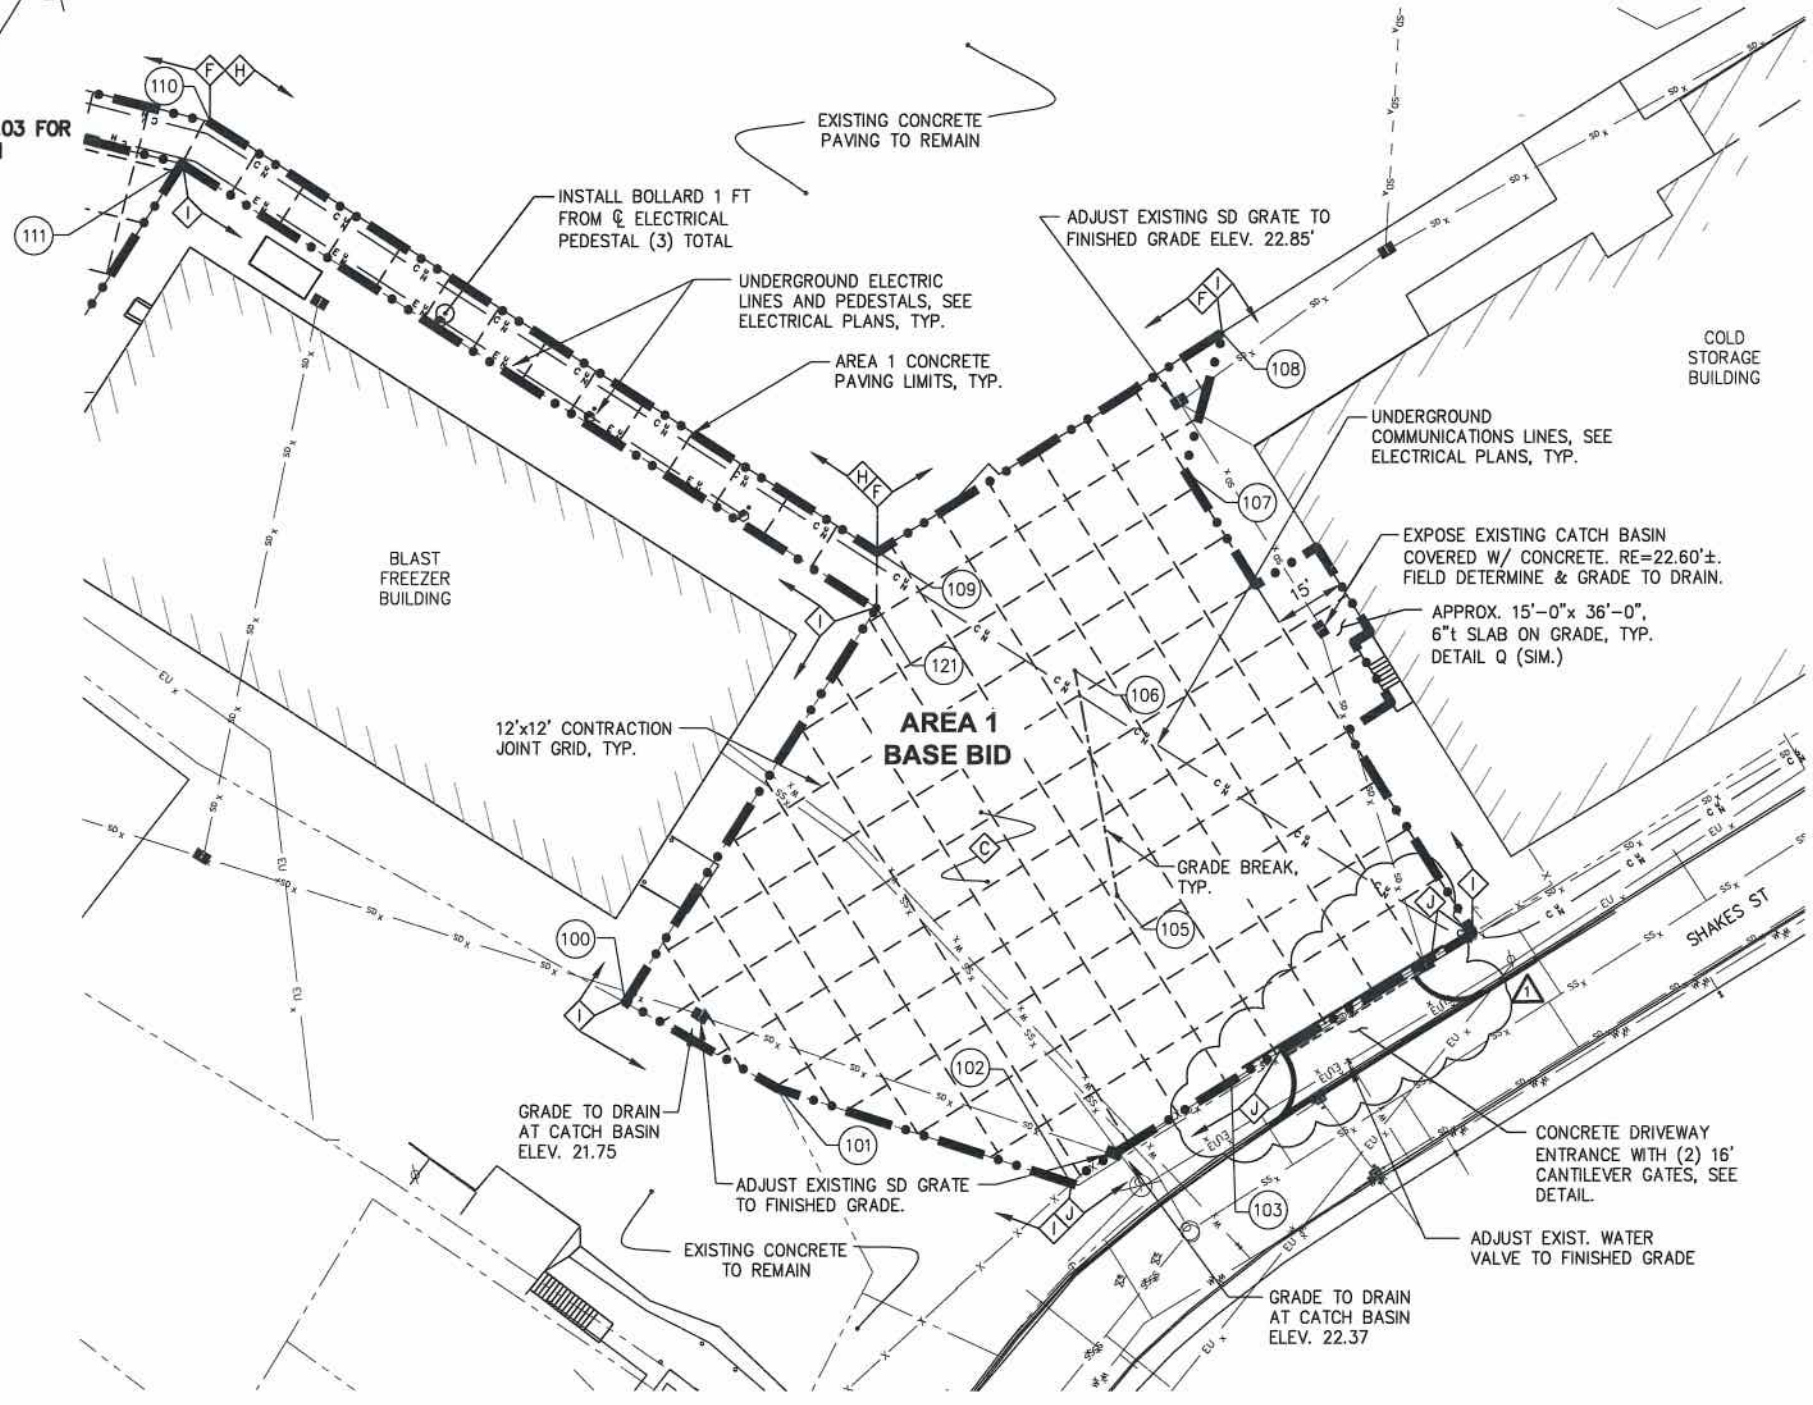 03 FOR
110
F
H
111
I
EXISTING CONCRETE
PAVING TO REMAIN
INSTALL BOLLARD 1 FT
FROM ℄ ELECTRICAL
PEDESTAL (3) TOTAL
ADJUST EXISTING SD GRATE TO
FINISHED GRADE ELEV. 22.85'
UNDERGROUND ELECTRIC
LINES AND PEDESTALS, SEE
ELECTRICAL PLANS, TYP.
F
I
108
COLD
STORAGE
BUILDING
AREA 1 CONCRETE
PAVING LIMITS, TYP.
UNDERGROUND
COMMUNICATIONS LINES, SEE
ELECTRICAL PLANS, TYP.
H
F
107
EXPOSE EXISTING CATCH BASIN
COVERED W/ CONCRETE. RE=22.60'±.
FIELD DETERMINE & GRADE TO DRAIN.
BLAST
FREEZER
BUILDING
109
15'
APPROX. 15'-0"x 36'-0",
6"t SLAB ON GRADE, TYP.
DETAIL Q (SIM.)
I
121
106
AREA 1
BASE BID
12'x12' CONTRACTION
JOINT GRID, TYP.
C
GRADE BREAK,
TYP.
I
J
105
SHAKES ST
100
I
1
102
GRADE TO DRAIN
AT CATCH BASIN
ELEV. 21.75
101
J
CONCRETE DRIVEWAY
ENTRANCE WITH (2) 16'
CANTILEVER GATES, SEE
DETAIL.
ADJUST EXISTING SD GRATE
TO FINISHED GRADE.
I
J
103
EXISTING CONCRETE
TO REMAIN
ADJUST EXIST. WATER
VALVE TO FINISHED GRADE
GRADE TO DRAIN
AT CATCH BASIN
ELEV. 22.37